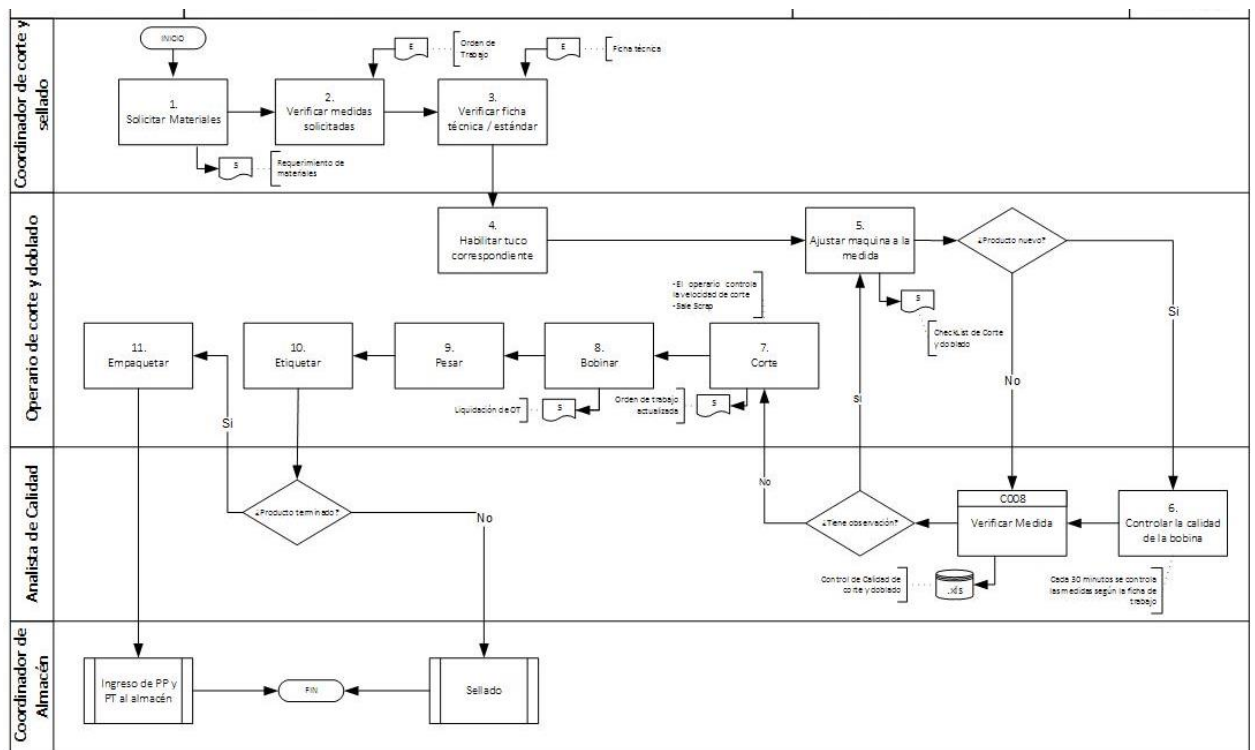 Coordinador de corte y
sellado
INICIO
1.
Solicitar Materiales
S
Requerimiento de
materiales
2.
Verificar medidas
solicitadas
E
Orden de
Trabajo
3.
Verificar ficha
técnica / estándar
E
Ficha técnica
Operario de corte y doblado
4.
Habilitar tuco
correspondiente
5.
Ajustar maquina a la
medida
S
CheckList de Corte
y doblado
¿Producto nuevo?
Si
No
- El operario controla
la velocidad de corte
- Sale Scrap
7.
Corte
S
Orden de trabajo
actualizada
8.
Bobinar
S
Liquidación de OT
9.
Pesar
10.
Etiquetar
11.
Empaquetar
Si
Si
Analista de Calidad
¿Producto terminado?
No
No
¿Tiene observación?
C008
Verificar Medida
.xls
Control de Calidad de
corte y doblado
6.
Controlar la calidad
de la bobina
Cada 30 minutos se controla
las medidas según la ficha de
trabajo
Coordinador de
Almacén
Ingreso de PP y
PT al almacén
FIN
Sellado